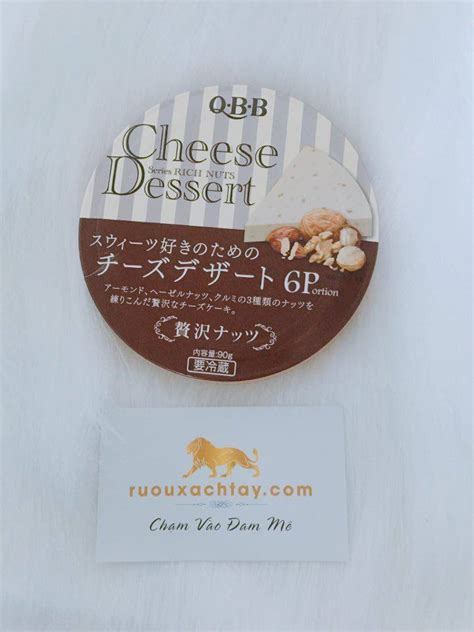 Q·B·B
Cheese
Series RICH NUTS
Dessert
スウィーツ好きのための
チーズデザート 6Portion
アーモンド、ヘーゼルナッツ、クルミの3種類のナッツを
練りこんだ贅沢なチーズケーキ。
贅沢ナッツ
内容量:90g
要冷蔵
ruouxachtay.com
Chạm Vào Đam Mê